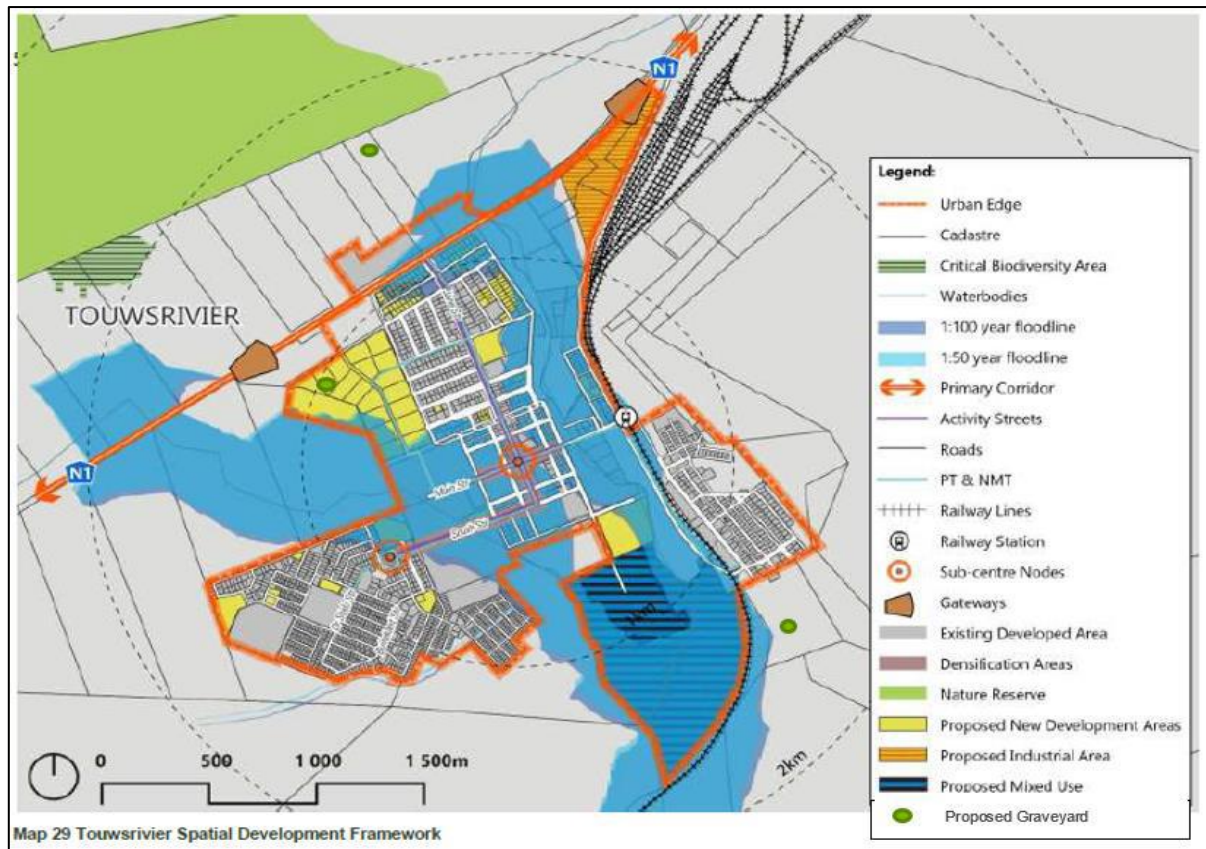 N1
TOUWSRIVIER
N1
Main Str
1km
2km
0 500 1 000 1 500m
Map 29 Touwsrivier Spatial Development Framework
Legend:
Urban Edge
Cadastre
Critical Biodiversity Area
Waterbodies
1:100 year floodline
1:50 year floodline
Primary Corridor
Activity Streets
Roads
PT & NMT
Railway Lines
Railway Station
Sub-centre Nodes
Gateways
Existing Developed Area
Densification Areas
Nature Reserve
Proposed New Development Areas
Proposed Industrial Area
Proposed Mixed Use
Proposed Graveyard